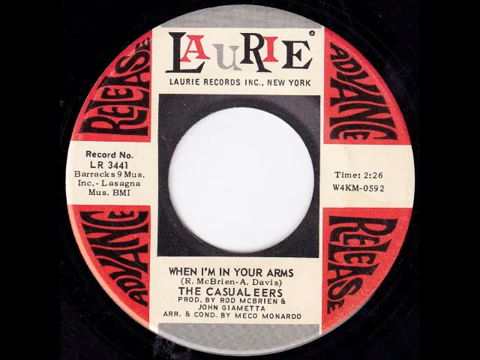 LAURIE
LAURIE RECORDS INC., NEW YORK
ADVANCE
RELEASE
Record No.
LR 3441
Barracks 9 Mus.
Inc. - Lasagna
Mus. BMI
Time: 2:26
W4KM-0592
ADVANCE
RELEASE
WHEN I'M IN YOUR ARMS
(R. McBrien-A. Davis)
THE CASUALEERS
PROD. BY ROD MCBRIEN &
JOHN GIAMETTA
ARR. & COND. BY MECO MONARDO